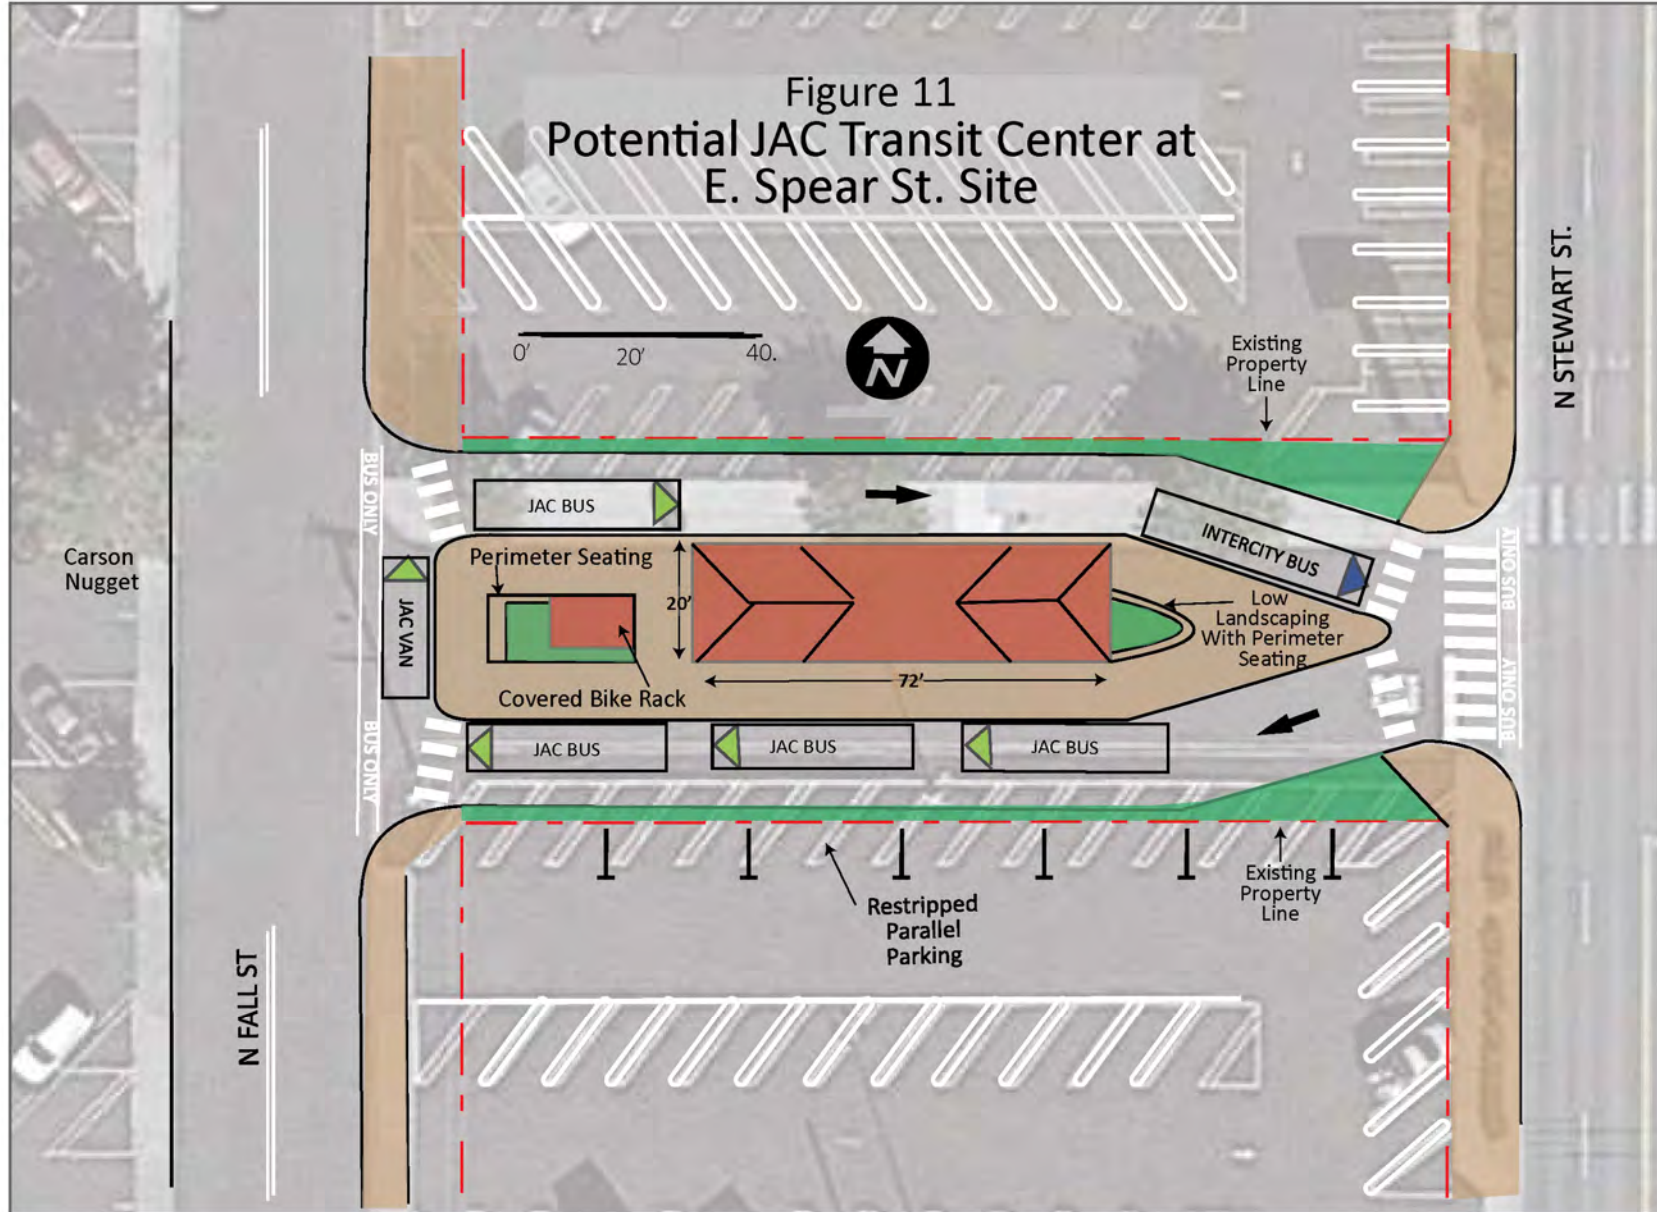 Figure 11
Potential JAC Transit Center at
E. Spear St. Site
0'
20'
40.
N
Existing
Property
Line
N STEWART ST.
BUS ONLY
JAC BUS
INTERCITY BUS
BUS ONLY
Carson
Nugget
Perimeter Seating
JAC VAN
20'
Low
Landscaping
With Perimeter
Seating
72'
Covered Bike Rack
BUS ONLY
JAC BUS
JAC BUS
JAC BUS
BUS ONLY
Existing
Property
Line
Restripped
Parallel
Parking
N FALL ST